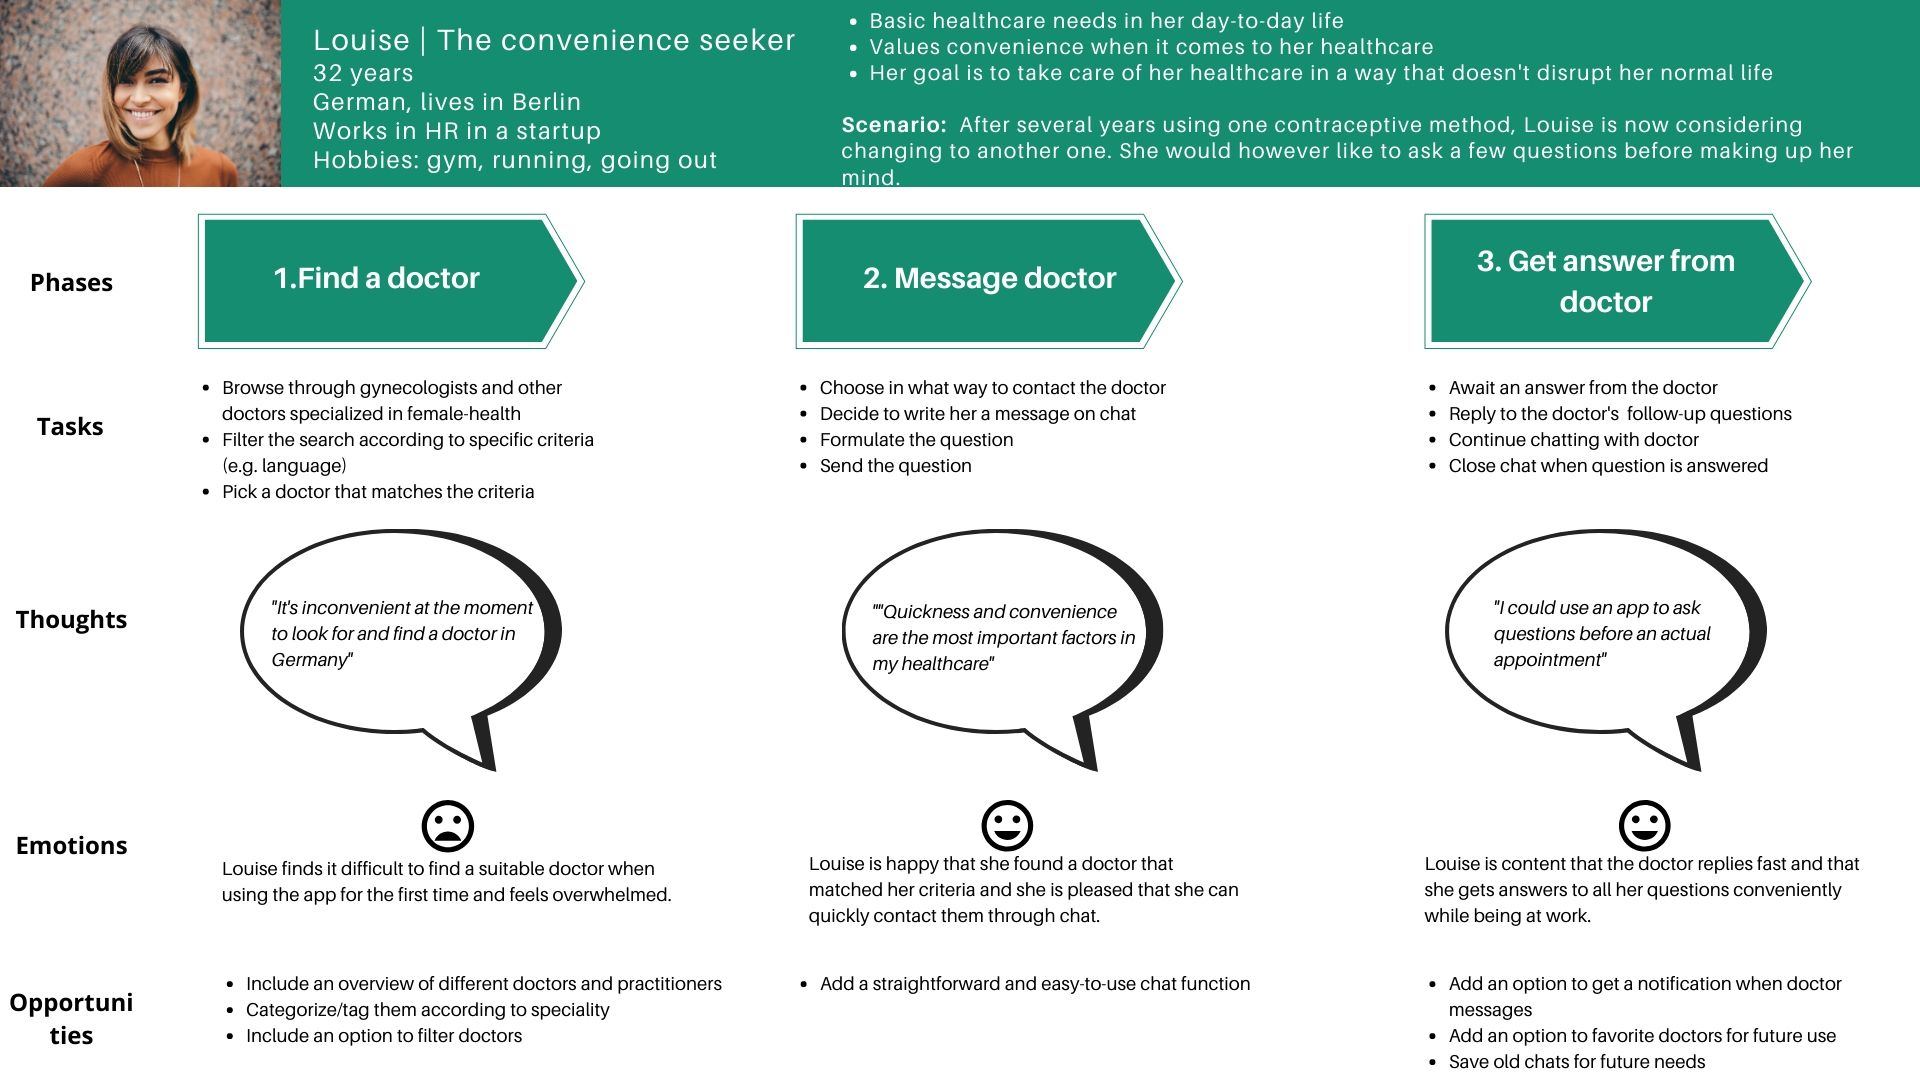 Louise | The convenience seeker
32 years
German, lives in Berlin
Works in HR in a startup
Hobbies: gym, running, going out
• Basic healthcare needs in her day-to-day life
• Values convenience when it comes to her healthcare
• Her goal is to take care of her healthcare in a way that doesn't disrupt her normal life
Scenario: After several years using one contraceptive method, Louise is now considering
changing to another one. She would however like to ask a few questions before making up her
mind.
Phases
1.Find a doctor
2. Message doctor
3. Get answer from
doctor
Tasks
• Browse through gynecologists and other
doctors specialized in female-health
• Filter the search according to specific criteria
(e.g. language)
• Pick a doctor that matches the criteria
• Choose in what way to contact the doctor
• Decide to write her a message on chat
• Formulate the question
• Send the question
• Await an answer from the doctor
• Reply to the doctor's follow-up questions
• Continue chatting with doctor
• Close chat when question is answered
Thoughts
"It's inconvenient at the moment
to look for and find a doctor in
Germany"
""Quickness and convenience
are the most important factors in
my healthcare"
"I could use an app to ask
questions before an actual
appointment"
Emotions
Louise finds it difficult to find a suitable doctor when
using the app for the first time and feels overwhelmed.
Louise is happy that she found a doctor that
matched her criteria and she is pleased that she can
quickly contact them through chat.
Louise is content that the doctor replies fast and that
she gets answers to all her questions conveniently
while being at work.
Opportuni
ties
• Include an overview of different doctors and practitioners
• Categorize/tag them according to speciality
• Include an option to filter doctors
• Add a straightforward and easy-to-use chat function
• Add an option to get a notification when doctor
messages
• Add an option to favorite doctors for future use
• Save old chats for future needs